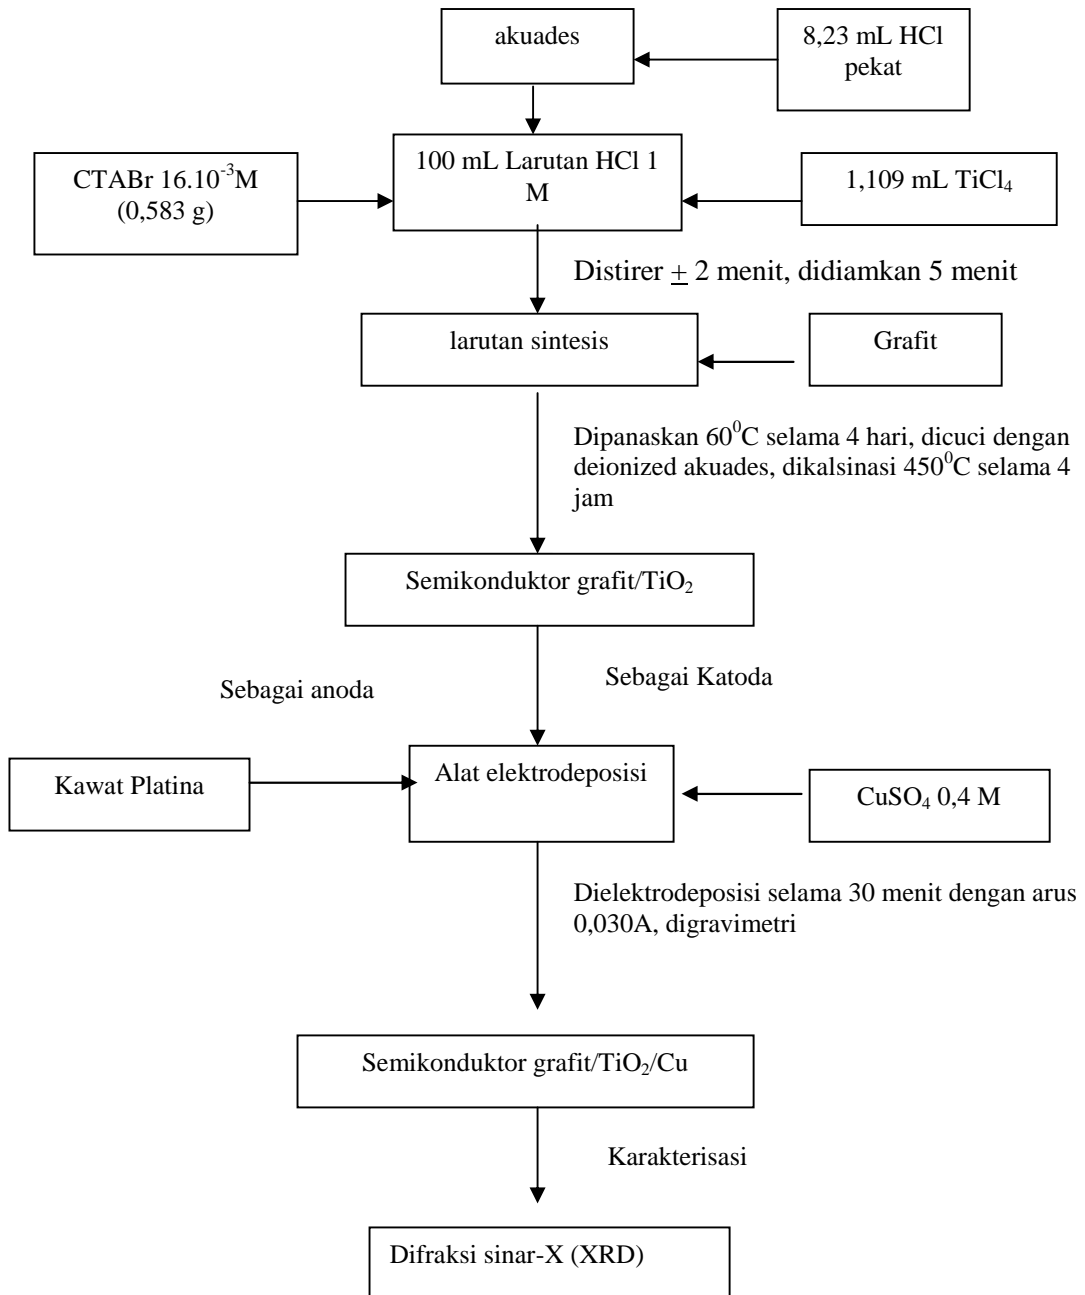 akuades
8,23 mL HCl
pekat
CTABr 16.10⁻³M
(0,583 g)
100 mL Larutan HCl 1
M
1,109 mL TiCl₄
Distirer ± 2 menit, didiamkan 5 menit
larutan sintesis
Grafit
Dipanaskan 60⁰C selama 4 hari, dicuci dengan
deionized akuades, dikalsinasi 450⁰C selama 4
jam
Semikonduktor grafit/TiO₂
Sebagai anoda
Sebagai Katoda
Kawat Platina
Alat elektrodeposisi
CuSO₄ 0,4 M
Dielektrodeposisi selama 30 menit dengan arus
0,030A, digravimetri
Semikonduktor grafit/TiO₂/Cu
Karakterisasi
Difraksi sinar-X (XRD)